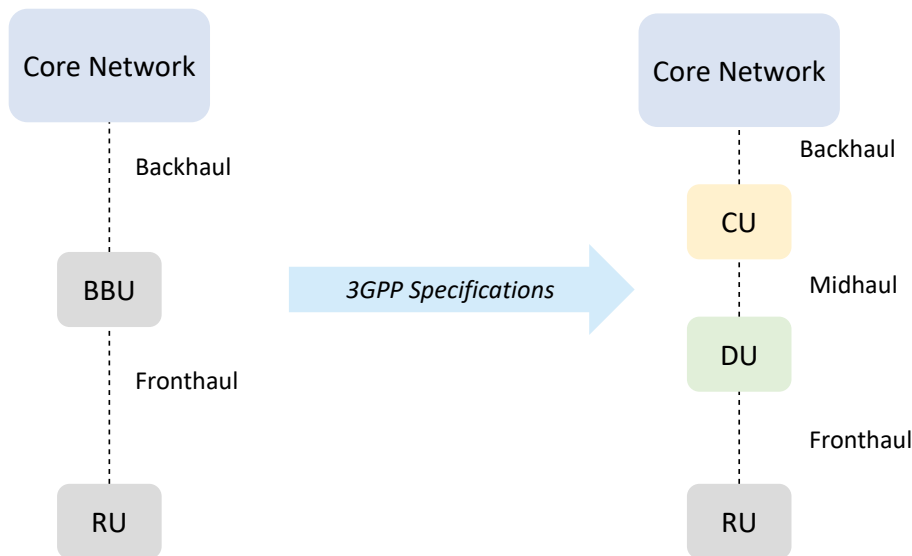 Core Network
Backhaul
BBU
Fronthaul
RU
3GPP Specifications
Core Network
Backhaul
CU
Midhaul
DU
Fronthaul
RU